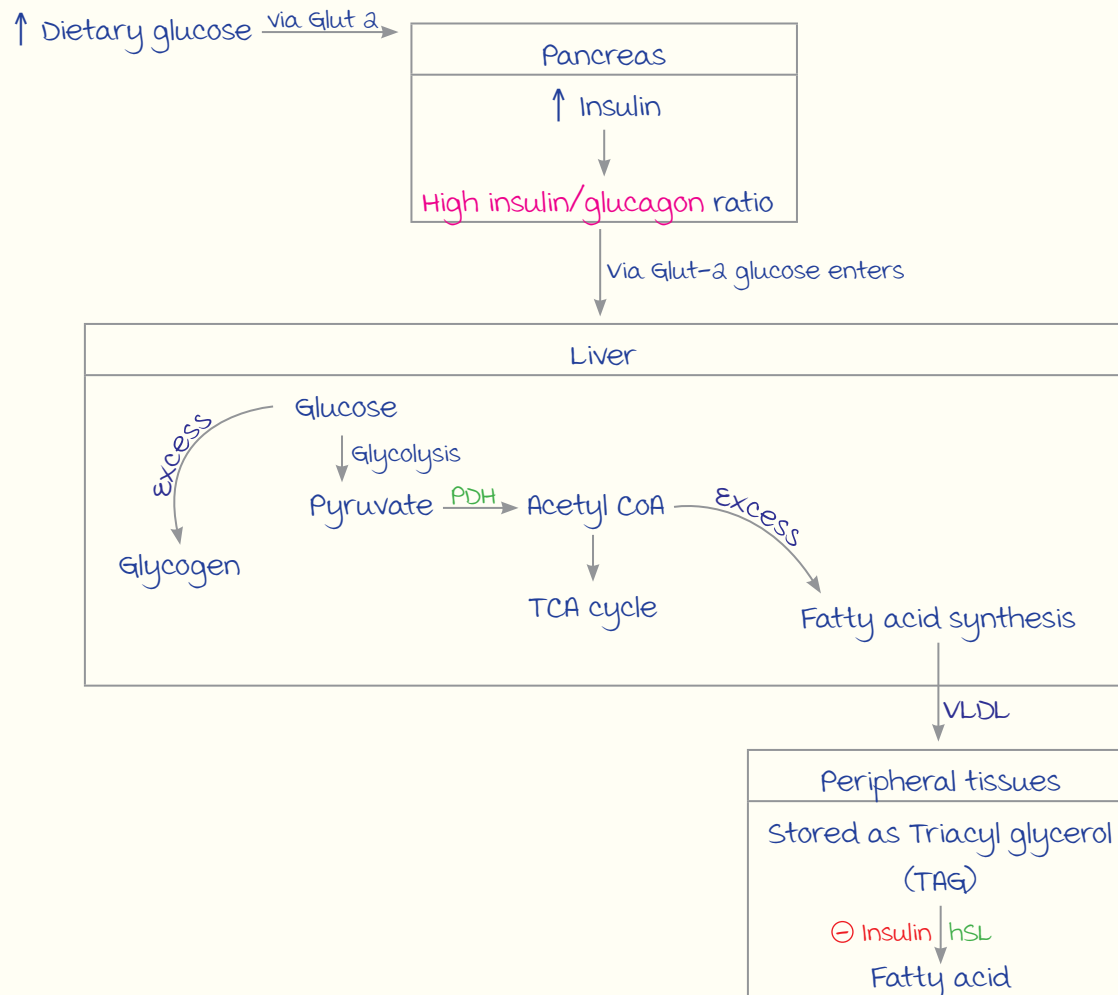 ↑ Dietary glucose via Glut 2
Pancreas
↑ Insulin
High insulin/glucagon ratio
Via Glut-2 glucose enters
Liver
Glucose
Excess
Glycolysis
Pyruvate PDH Acetyl CoA Excess
Glycogen
TCA cycle
Fatty acid synthesis
VLDL
Peripheral tissues
Stored as Triacyl glycerol
(TAG)
⊖ Insulin hSL
Fatty acid